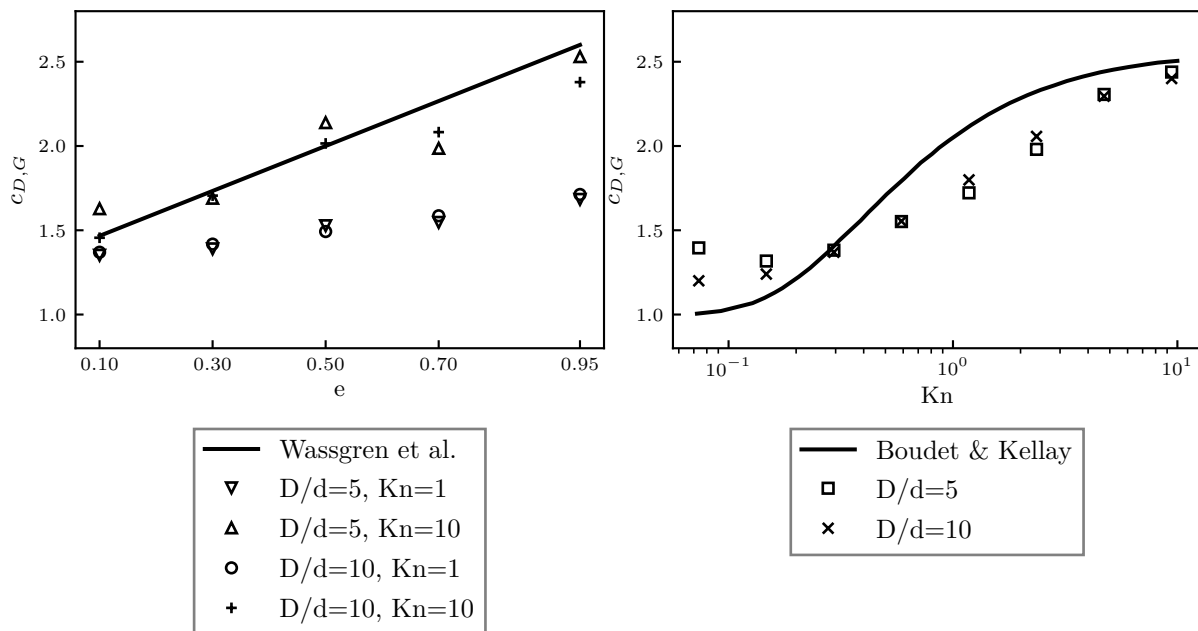 2.5
2.0
1.5
1.0
c_{D,G}
0.10
0.30
0.50
0.70
0.95
e
Wassgren et al.
D/d=5, Kn=1
D/d=5, Kn=10
D/d=10, Kn=1
D/d=10, Kn=10
2.5
2.0
1.5
1.0
c_{D,G}
10^{-1}
10^{0}
10^{1}
Kn
Boudet & Kellay
D/d=5
D/d=10